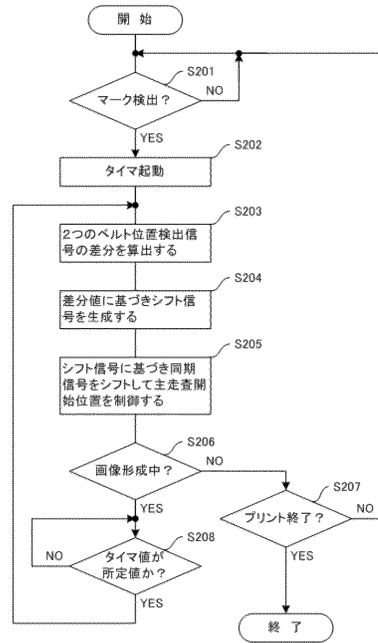 開 始
S201
マーク検出？
NO
YES
S202
タイマ起動
S203
2つのベルト位置検出信
号の差分を算出する
S204
差分値に基づきシフト信
号を生成する
S205
シフト信号に基づき同期
信号をシフトして主走査開
始位置を制御する
S206
画像形成中？
NO
YES
S207
プリント終了？
NO
YES
S208
タイマ値が
所定値か？
NO
YES
終 了